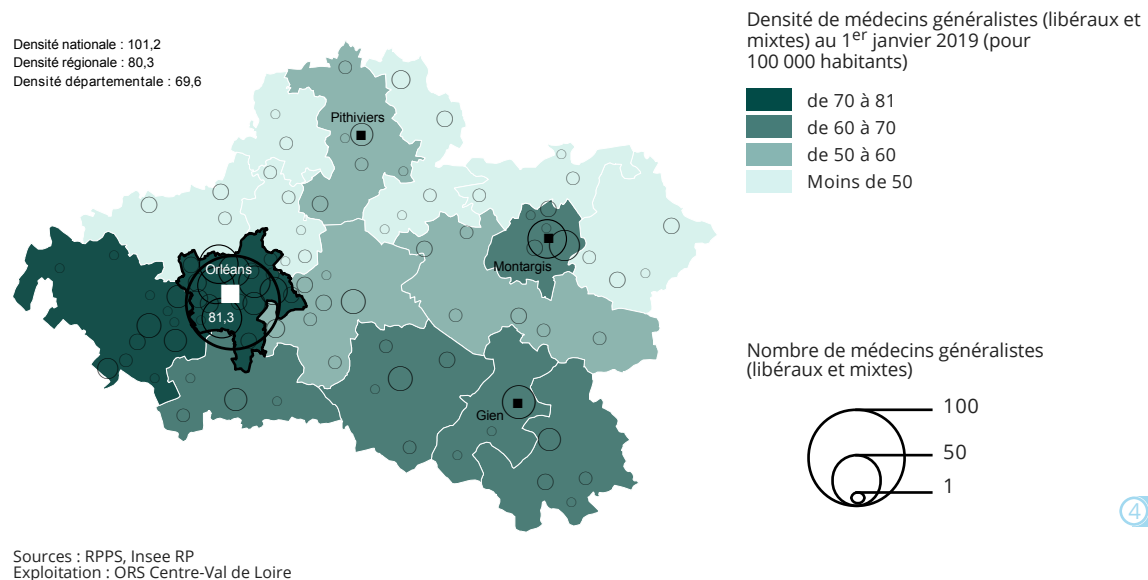 Densité nationale : 101,2
Densité régionale : 80,3
Densité départementale : 69,6
Pithiviers
Orléans
81,3
Montargis
Gien
Densité de médecins généralistes (libéraux et
mixtes) au 1er janvier 2019 (pour
100 000 habitants)
de 70 à 81
de 60 à 70
de 50 à 60
Moins de 50
Nombre de médecins généralistes
(libéraux et mixtes)
100
50
1
4
Sources : RPPS, Insee RP
Exploitation : ORS Centre-Val de Loire